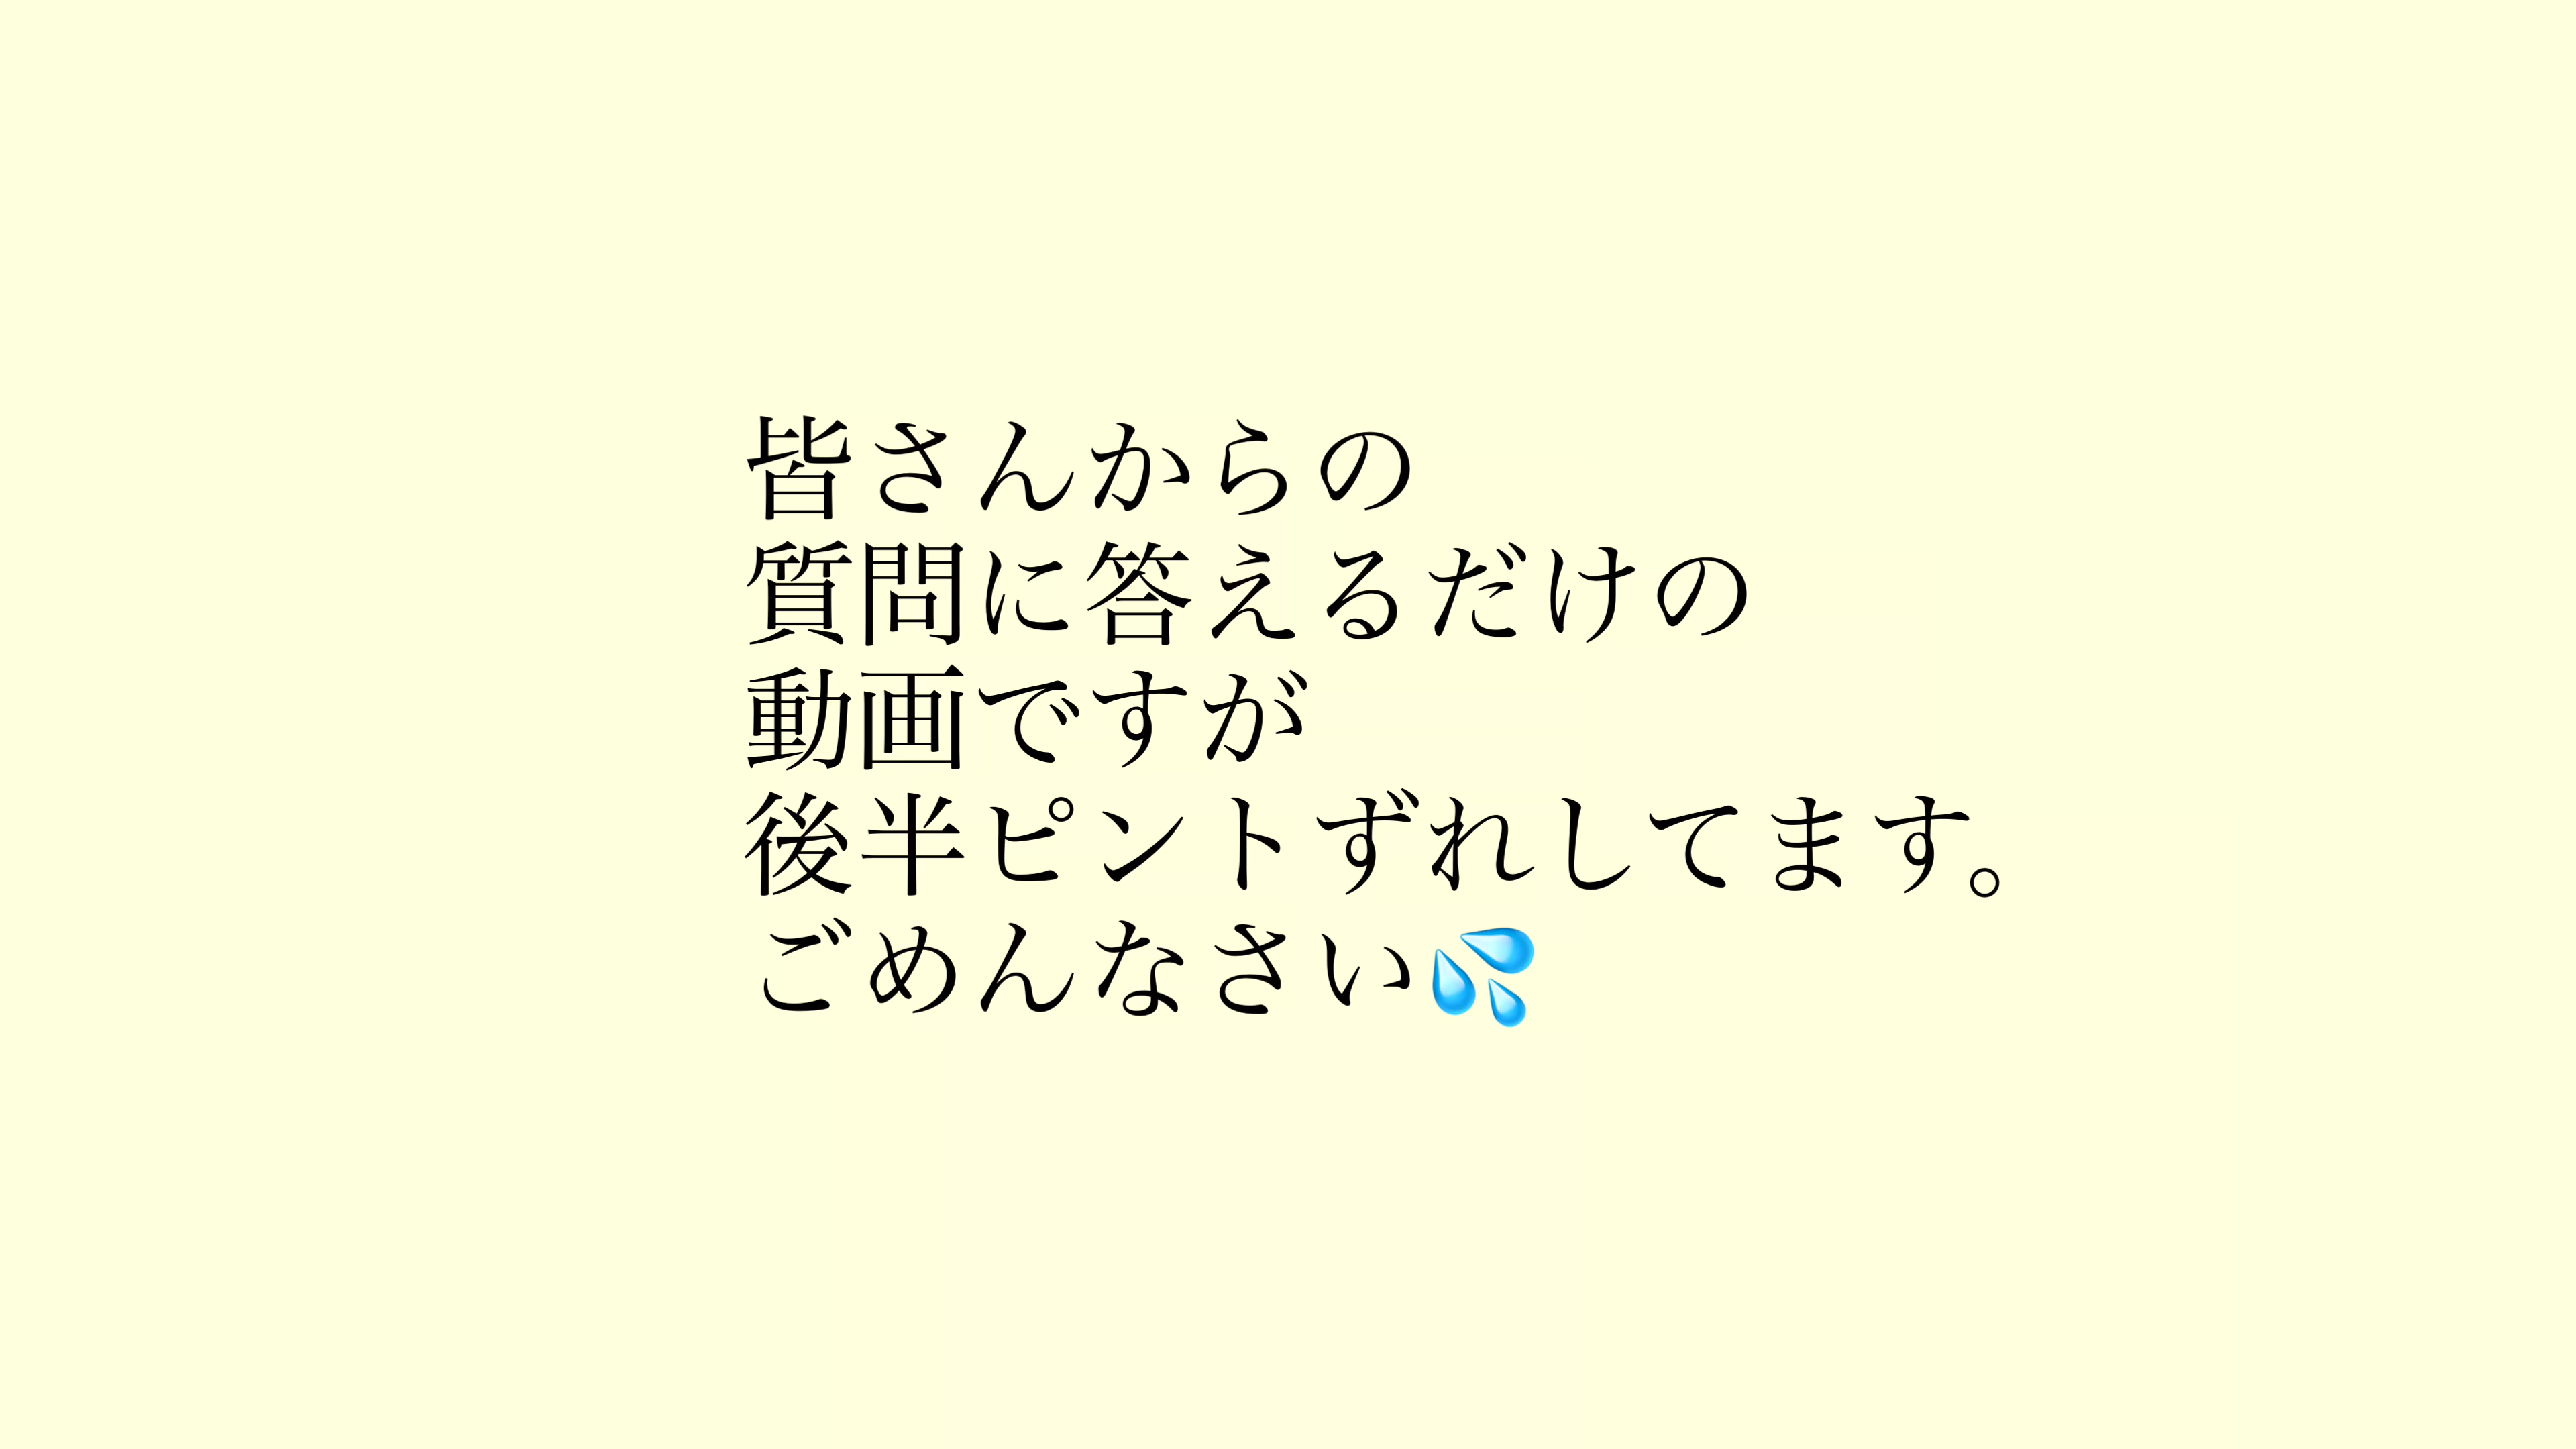 皆さんからの
質問に答えるだけの
動画ですが
後半ピントずれしてます。
ごめんなさい💦